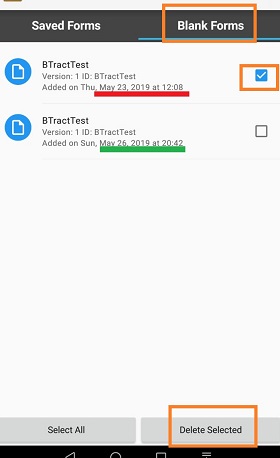 Saved Forms Blank Forms
BTractTest
Version: 1 ID: BTractTest
Added on Thu, May 23, 2019 at 12:08
BTractTest
Version: 1 ID: BTractTest
Added on Sun, May 26, 2019 at 20:42
Select All Delete Selected